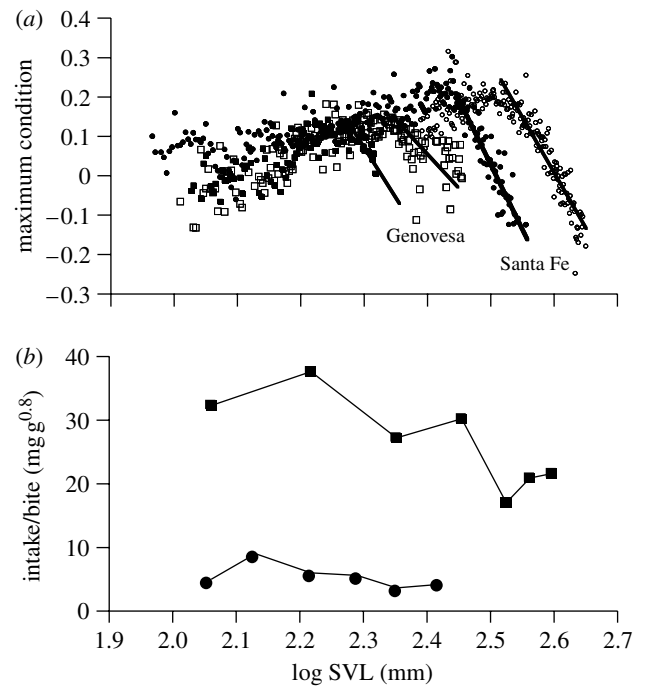 (a)
maximum condition
0.4
0.3
0.2
0.1
0
−0.1
−0.2
−0.3
Genovesa
Santa Fe
(b)
intake/bite (mg g^0.8)
40
30
20
10
0
1.9 2.0 2.1 2.2 2.3 2.4 2.5 2.6 2.7
log SVL (mm)